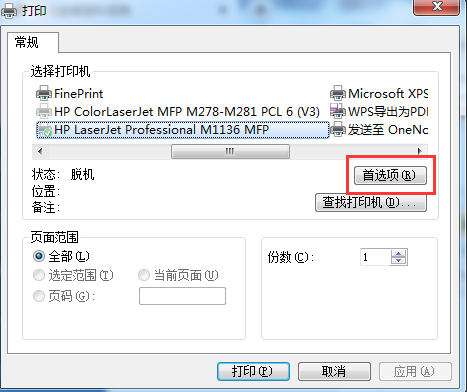 打印
常规
选择打印机
FinePrint
Microsoft XPS
HP ColorLaserJet MFP M278-M281 PCL 6 (V3)
WPS导出为PDF
HP LaserJet Professional M1136 MFP
发送至 OneNo
状态: 脱机
首选项(R)
位置:
备注:
查找打印机(D)...
页面范围
全部(L)
选定范围(T)
当前页面(U)
页码(G):
份数(C):
1
打印(P)
取消
应用(A)